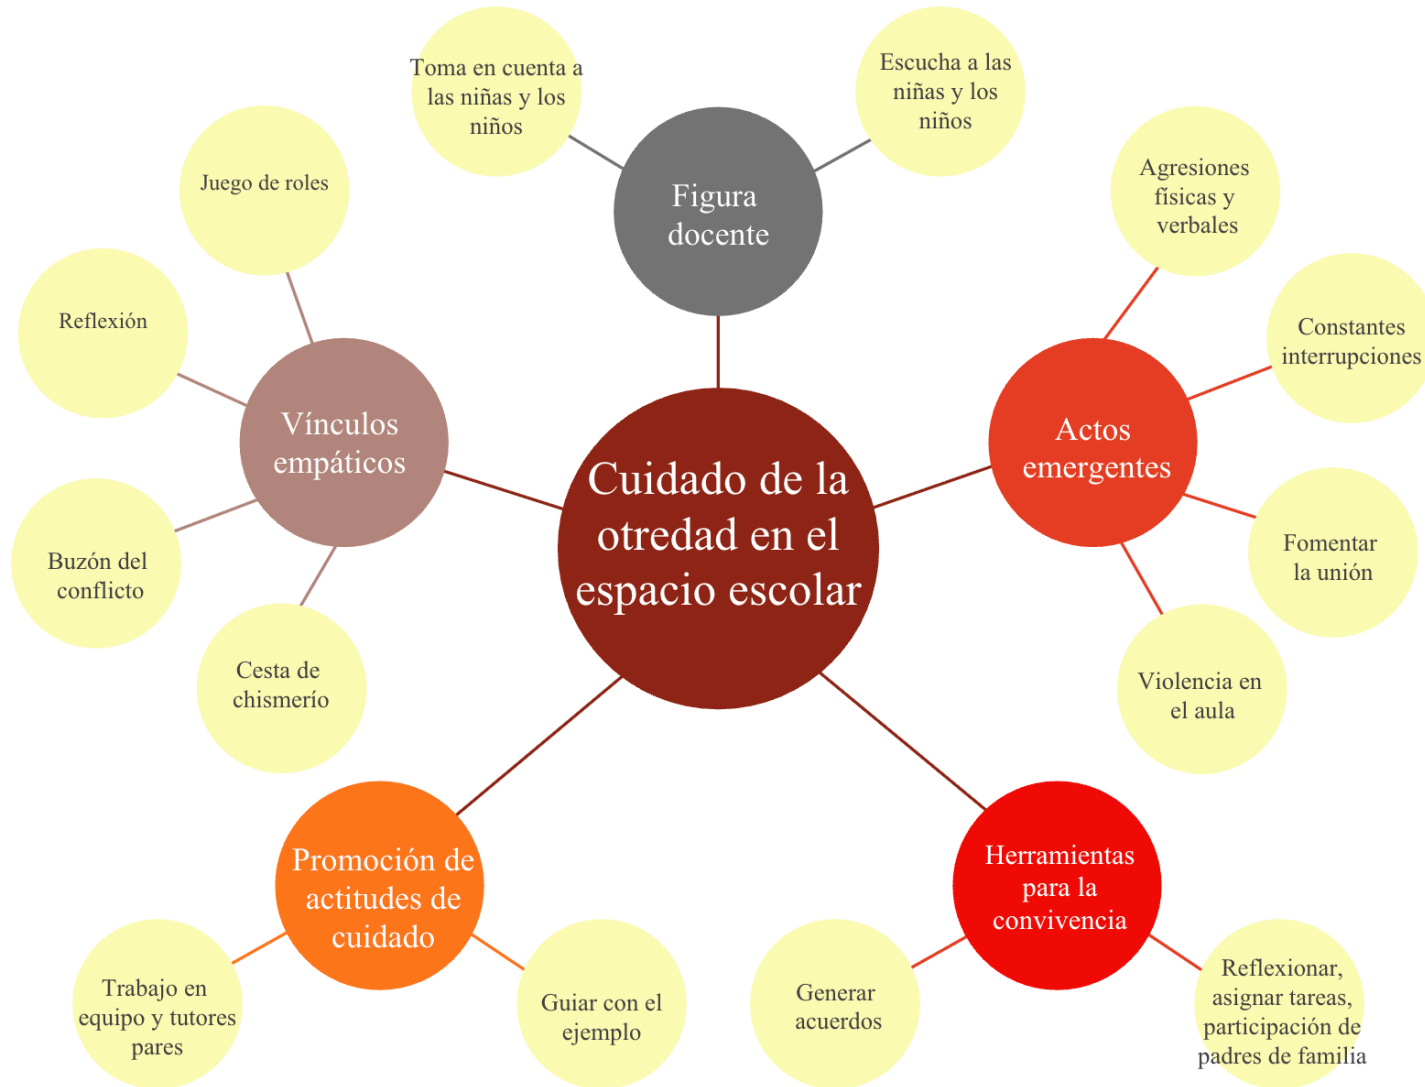 Toma en cuenta a
las niñas y los
niños
Escucha a las
niñas y los
niños
Figura
docente
Juego de roles
Reflexión
Vínculos
empáticos
Buzón del
conflicto
Cesta de
chismerío
Agresiones
físicas y
verbales
Constantes
interrupciones
Actos
emergentes
Fomentar
la unión
Violencia en
el aula
Cuidado de la
otredad en el
espacio escolar
Promoción de
actitudes de
cuidado
Trabajo en
equipo y tutores
pares
Guiar con el
ejemplo
Herramientas
para la
convivencia
Generar
acuerdos
Reflexionar,
asignar tareas,
participación de
padres de familia